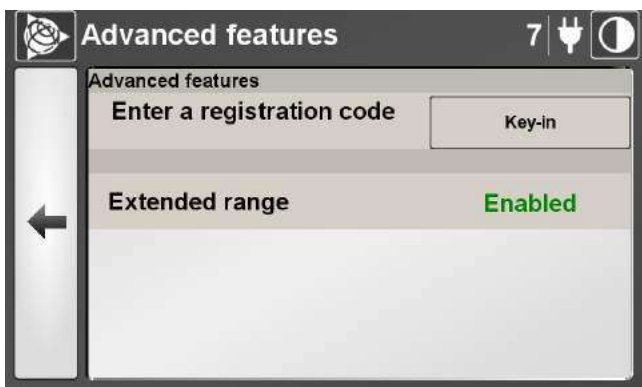 Advanced features
7
Advanced features
Enter a registration code
Key-in
Extended range
Enabled